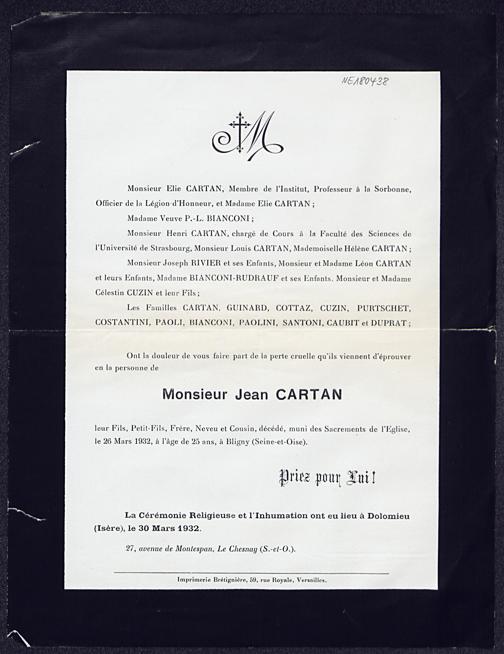 NE180438
M
Monsieur Elie CARTAN, Membre de l'Institut, Professeur à la Sorbonne,
Officier de la Légion d'Honneur, et Madame Elie CARTAN ;
Madame Veuve P.-L. BIANCONI ;
Monsieur Henri CARTAN, chargé de Cours à la Faculté des Sciences de
l'Université de Strasbourg, Monsieur Louis CARTAN, Mademoiselle Hélène CARTAN ;
Monsieur Joseph RIVIER et ses Enfants, Monsieur et Madame Léon CARTAN
et leurs Enfants, Madame BIANCONI-RUDRAUF et ses Enfants. Monsieur et Madame
Célestin CUZIN et leur Fils ;
Les Familles CARTAN, GUINARD, COTTAZ, CUZIN, PURTSCHET,
COSTANTINI, PAOLI, BIANCONI, PAOLINI, SANTONI, CAUBIT et DUPRAT ;
Ont la douleur de vous faire part de la perte cruelle qu'ils viennent d'éprouver
en la personne de
Monsieur Jean CARTAN
leur Fils, Petit-Fils, Frère, Neveu et Cousin, décédé, muni des Sacrements de l'Eglise,
le 26 Mars 1932, à l'âge de 25 ans, à Bligny (Seine-et-Oise).
Priez pour Lui !
La Cérémonie Religieuse et l'Inhumation ont eu lieu à Dolomieu
(Isère), le 30 Mars 1932.
27, avenue de Montespan, Le Chesnay (S.-et-O.).
Imprimerie Brétignière, 59, rue Royale, Versailles.